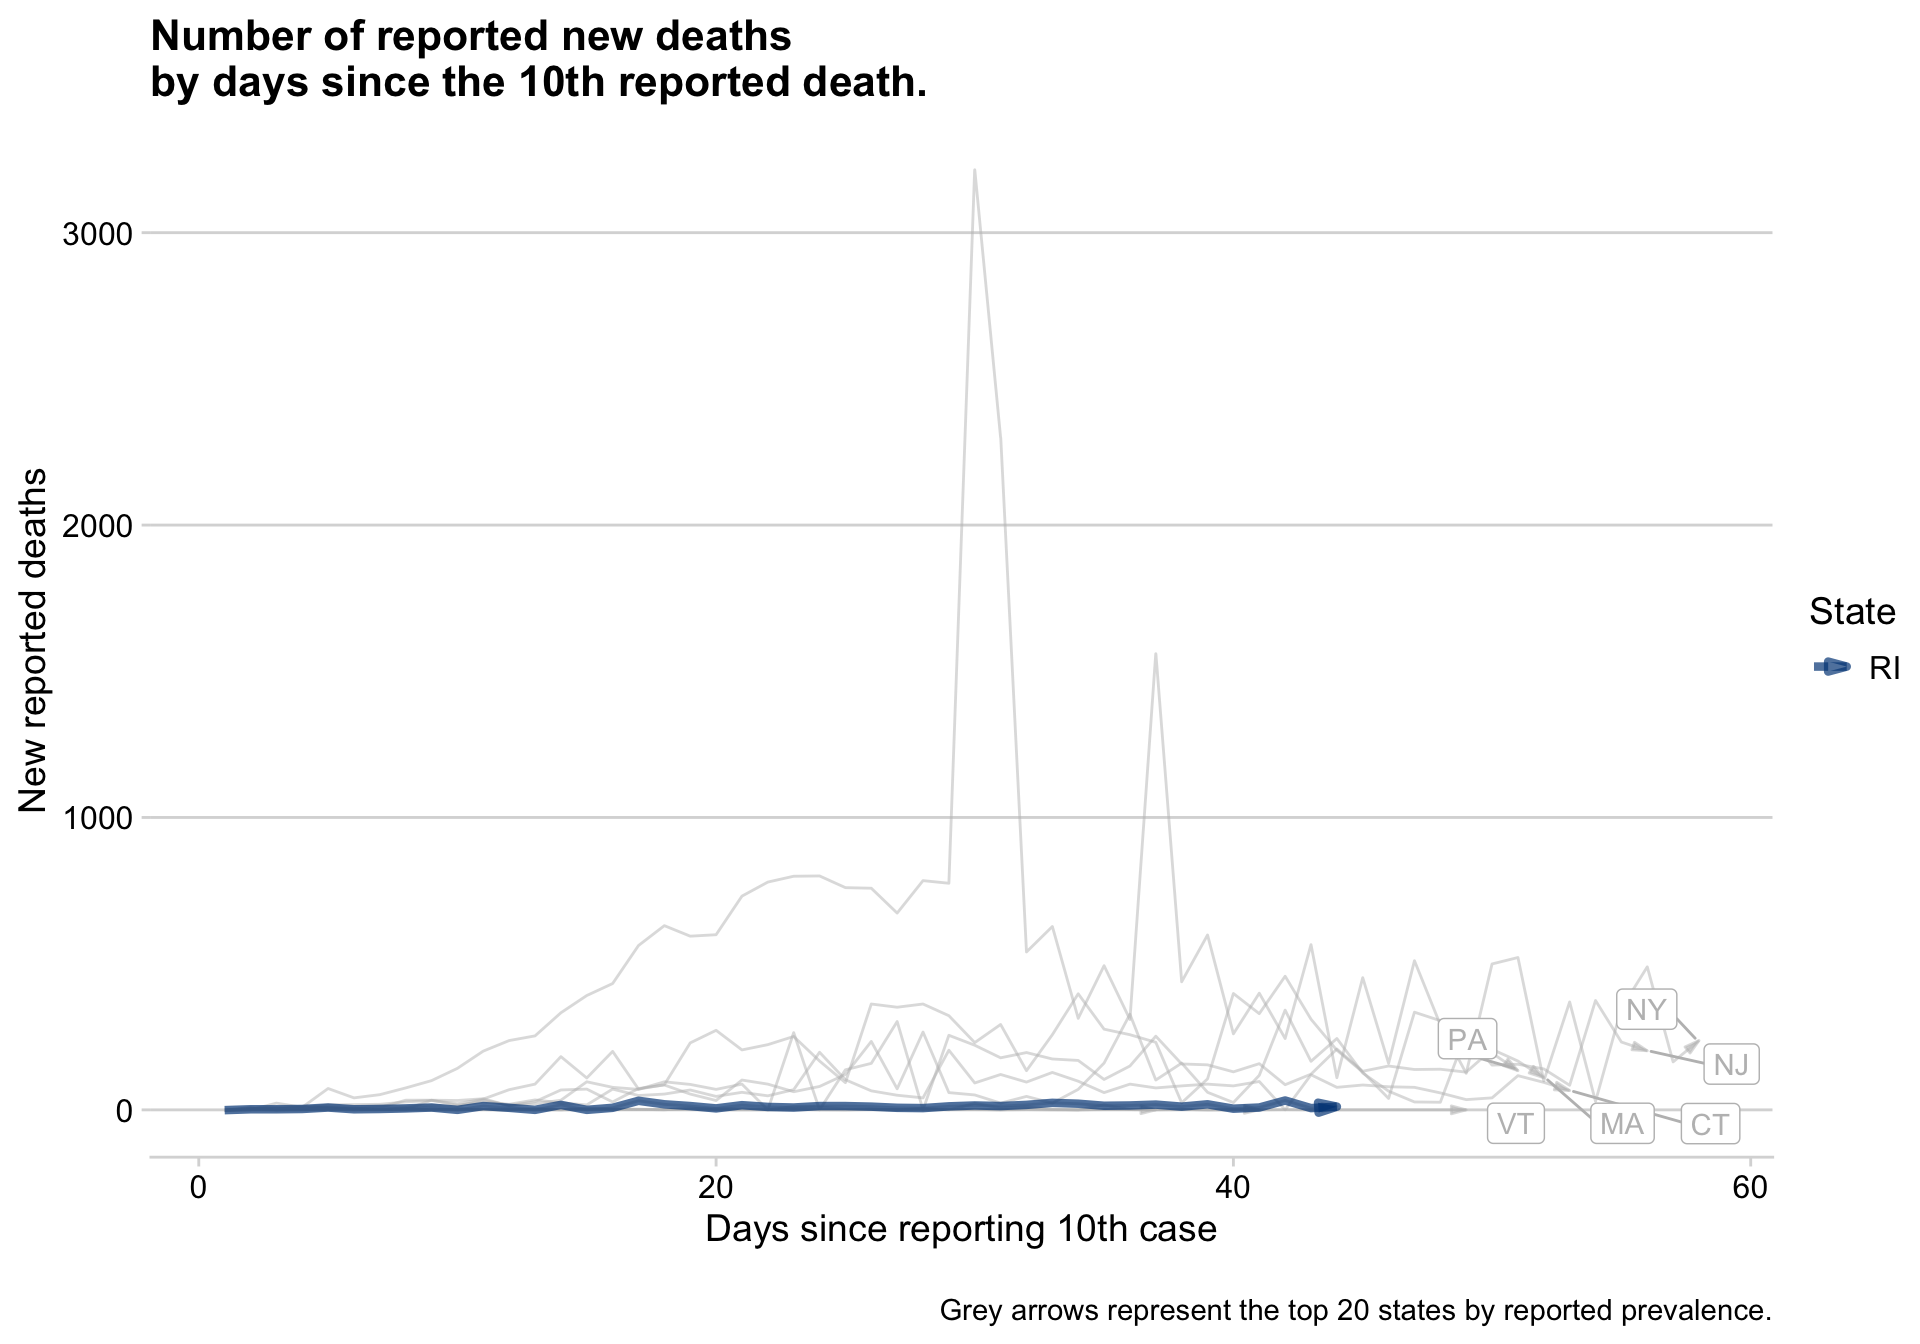 Number of reported new deaths
by days since the 10th reported death.
New reported deaths
3000
2000
1000
0
0
20
40
60
Days since reporting 10th case
NY
PA
NJ
VT
MA
CT
State
RI
Grey arrows represent the top 20 states by reported prevalence.